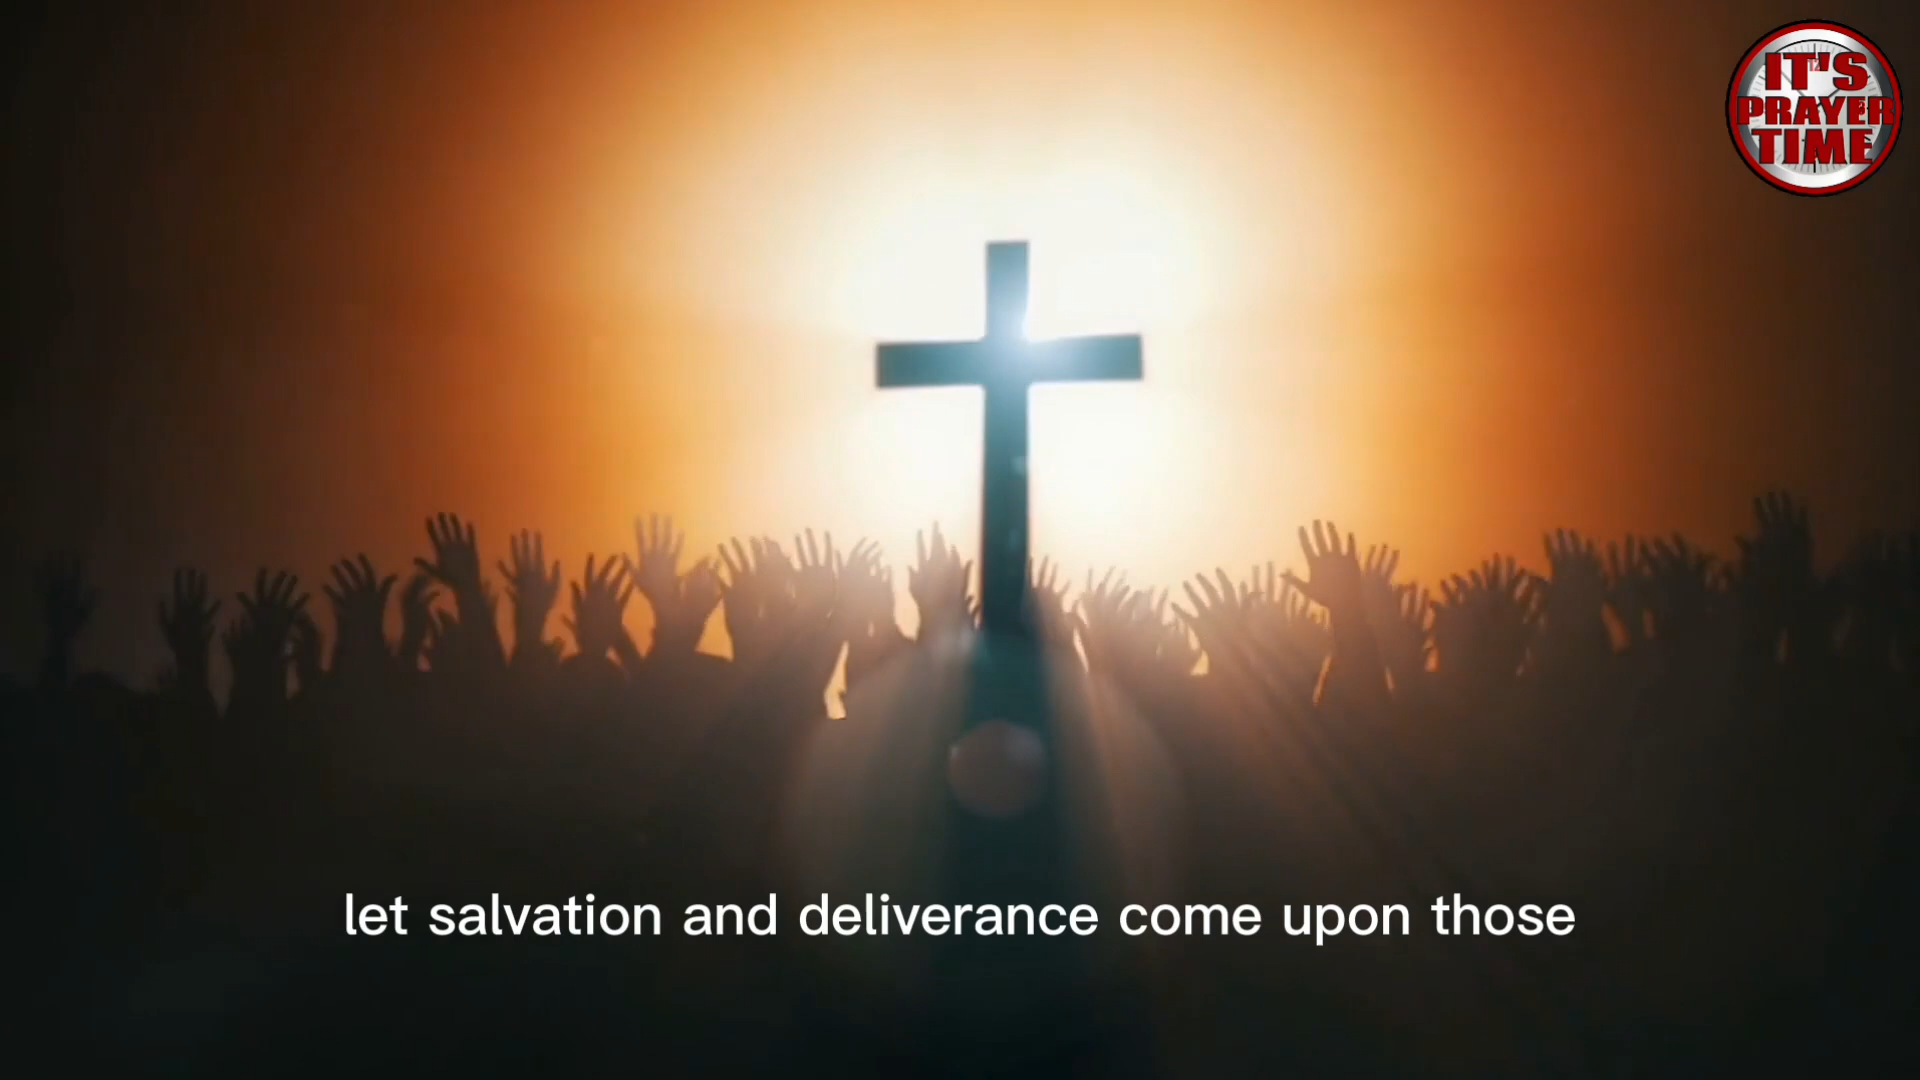 IT'S
PRAYER
TIME
let salvation and deliverance come upon those